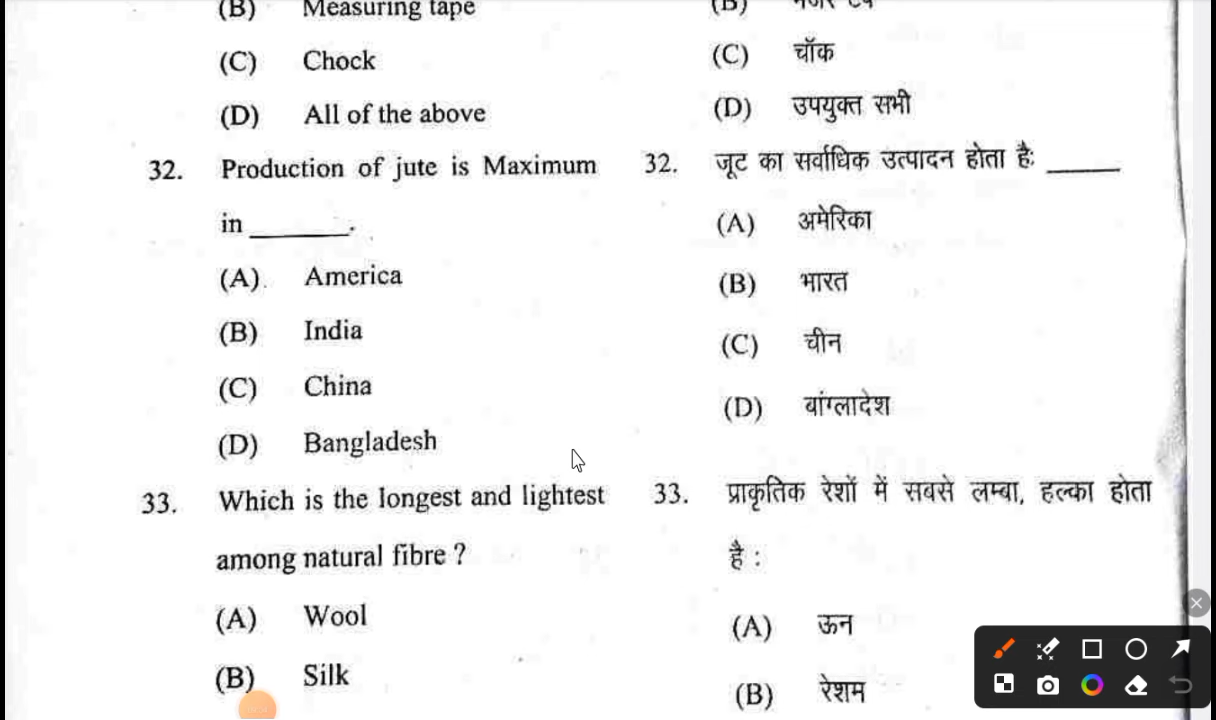 (B) Measuring tape
(C) Chock
(D) All of the above
32. Production of jute is Maximum
in ______.
(A). America
(B) India
(C) China
(D) Bangladesh
33. Which is the longest and lightest
among natural fibre ?
(A) Wool
(B) Silk
(B)
(C) चॉक
(D) उपयुक्त सभी
32. जूट का सर्वाधिक उत्पादन होता है: ______
(A) अमेरिका
(B) भारत
(C) चीन
(D) बांग्लादेश
33. प्राकृतिक रेशों में सबसे लम्बा, हल्का होता
है :
(A) ऊन
(B) रेशम